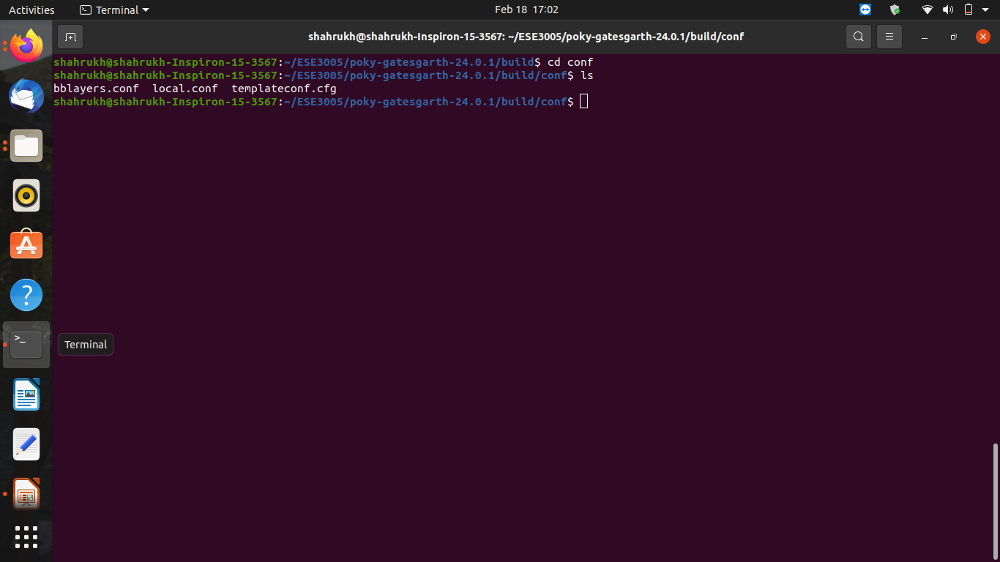 Activities Terminal Feb 18 17:02
shahrukh@shahrukh-Inspiron-15-3567: ~/ESE3005/poky-gatesgarth-24.0.1/build/conf
shahrukh@shahrukh-Inspiron-15-3567:~/ESE3005/poky-gatesgarth-24.0.1/build$ cd conf
shahrukh@shahrukh-Inspiron-15-3567:~/ESE3005/poky-gatesgarth-24.0.1/build/conf$ ls
bblayers.conf  local.conf  templateconf.cfg
shahrukh@shahrukh-Inspiron-15-3567:~/ESE3005/poky-gatesgarth-24.0.1/build/conf$
Terminal